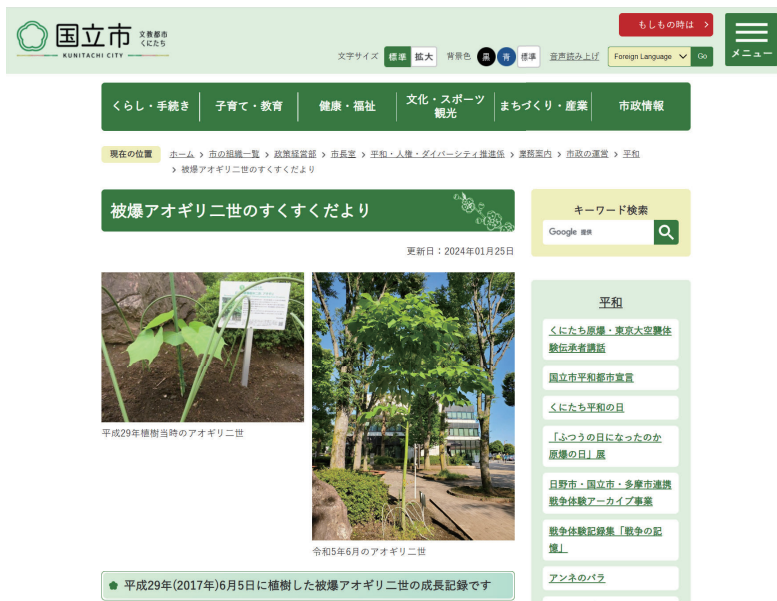 もしもの時は
国立市 文教都市 くにたち
KUNITACHI CITY
文字サイズ 標準 拡大 背景色 黒 青 標準 音声読み上げ Foreign Language Go
メニュー
くらし・手続き 子育て・教育 健康・福祉 文化・スポーツ 観光 まちづくり・産業 市政情報
現在の位置 ホーム > 市の組織一覧 > 政策経営部 > 市長室 > 平和・人権・ダイバーシティ推進係 > 業務案内 > 市政の運営 > 平和
> 被爆アオギリ二世のすくすくだより
被爆アオギリ二世のすくすくだより
更新日：2024年01月25日
平成29年植樹当時のアオギリ二世
令和5年6月のアオギリ二世
平成29年(2017年)6月5日に植樹した被爆アオギリ二世の成長記録です
キーワード検索
Google 提供
平和
くにたち原爆・東京大空襲体
験伝承者講話
国立市平和都市宣言
くにたち平和の日
「ふつうの日になったのか
原爆の日」展
日野市・国立市・多摩市連携
戦争体験アーカイブ事業
戦争体験記録集「戦争の記
憶」
アンネのバラ